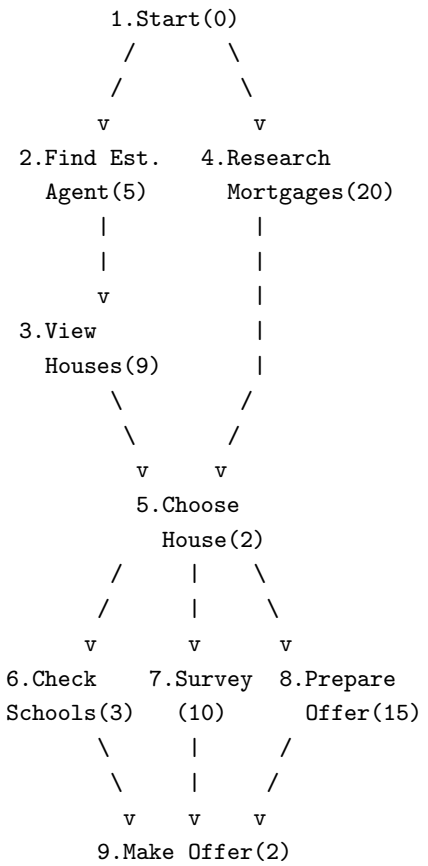 1.Start(0)
2.Find Est. 4.Research
Agent(5) Mortgages(20)
3.View
Houses(9)
5.Choose
House(2)
6.Check 7.Survey 8.Prepare
Schools(3) (10) Offer(15)
9.Make Offer(2)